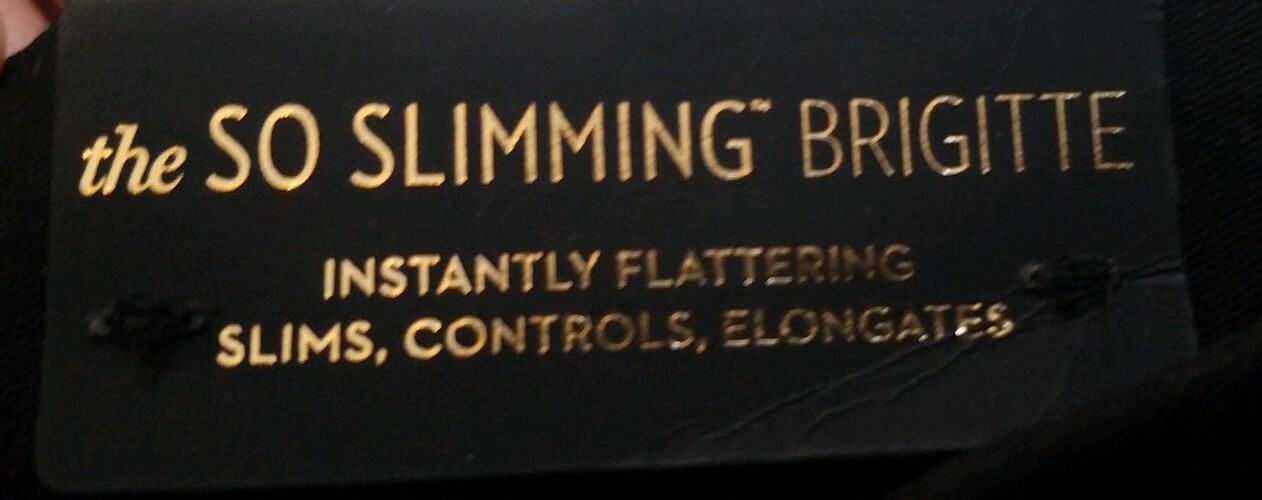 the SO SLIMMING™ BRIGITTE
INSTANTLY FLATTERING
SLIMS, CONTROLS, ELONGATES